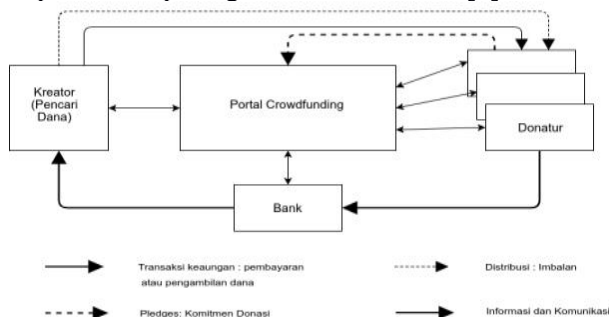 Kreator
(Pencari
Dana)
Portal Crowdfunding
Donatur
Bank
Transaksi keaungan : pembayaran
atau pengambilan dana
Distribusi : Imbalan
Pledges: Komitmen Donasi
Informasi dan Komunikasi